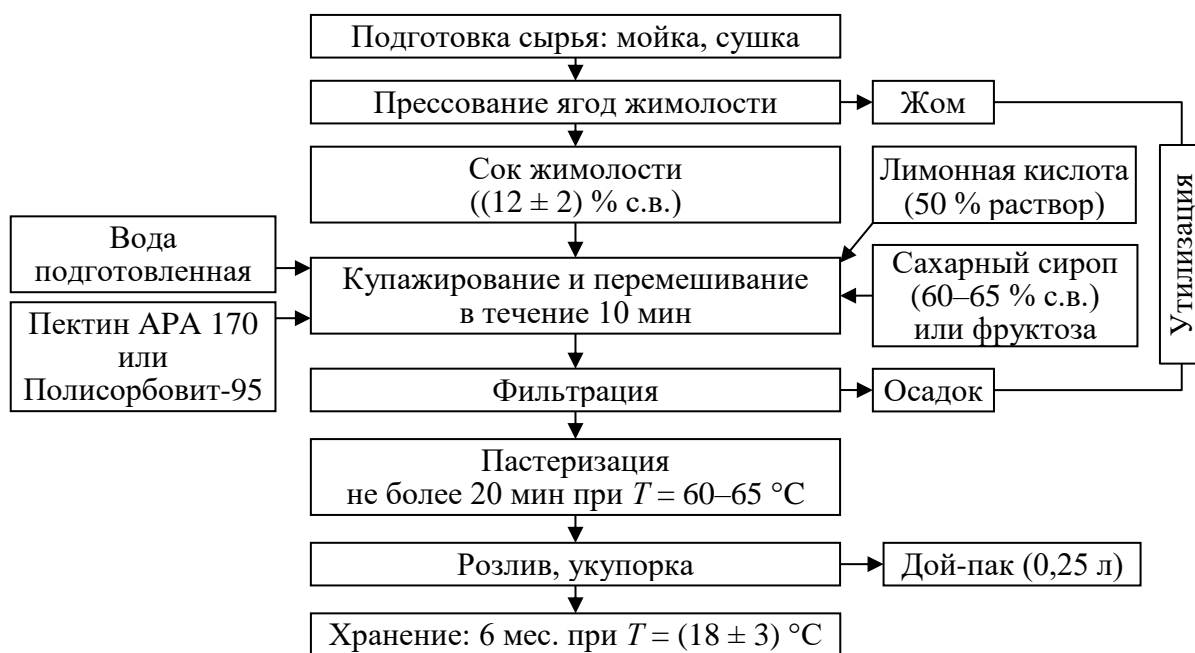 Подготовка сырья: мойка, сушка
Прессование ягод жимолости
Жом
Сок жимолости
((12 ± 2) % с.в.)
Лимонная кислота
(50 % раствор)
Утилизация
Вода
подготовленная
Купажирование и перемешивание
в течение 10 мин
Сахарный сироп
(60–65 % с.в.)
или фруктоза
Пектин АРА 170
или
Полисорбовит-95
Фильтрация
Осадок
Пастеризация
не более 20 мин при T = 60–65 °С
Розлив, укупорка
Дой-пак (0,25 л)
Хранение: 6 мес. при T = (18 ± 3) °С